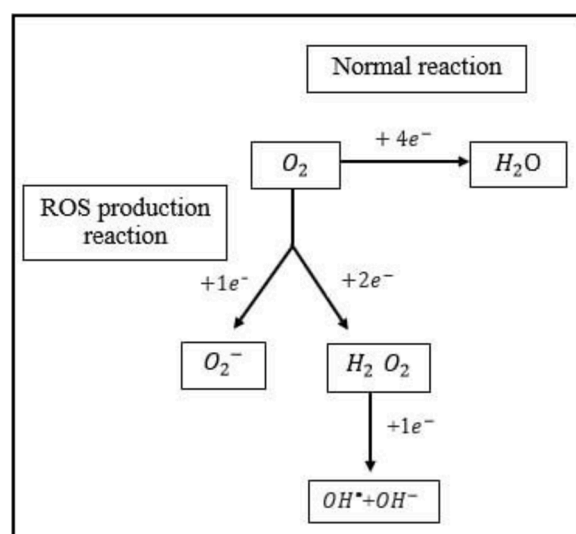 Normal reaction
+ 4𝑒⁻
𝑂₂
𝐻₂O
ROS production
reaction
+1𝑒⁻
+2𝑒⁻
𝑂₂⁻
𝐻₂ 𝑂₂
+1𝑒⁻
𝑂𝐻•+𝑂𝐻⁻